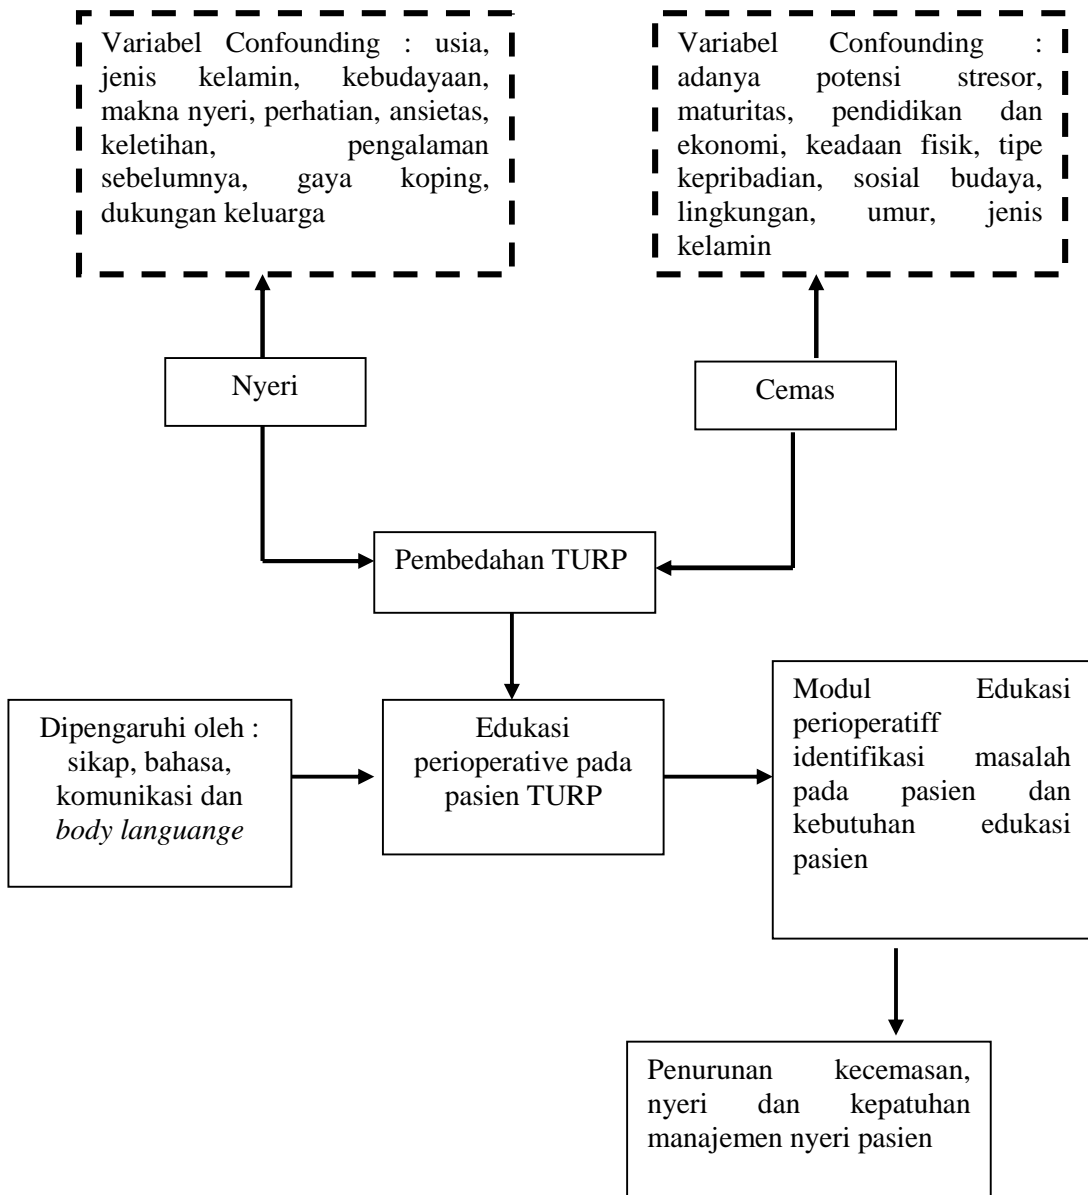 Variabel Confounding : usia,
jenis kelamin, kebudayaan,
makna nyeri, perhatian, ansietas,
keletihan, pengalaman
sebelumnya, gaya koping,
dukungan keluarga
Variabel Confounding :
adanya potensi stresor,
maturitas, pendidikan dan
ekonomi, keadaan fisik, tipe
kepribadian, sosial budaya,
lingkungan, umur, jenis
kelamin
Nyeri
Cemas
Pembedahan TURP
Dipengaruhi oleh :
sikap, bahasa,
komunikasi dan
body languange
Edukasi
perioperative pada
pasien TURP
Modul Edukasi
perioperatiff
identifikasi masalah
pada pasien dan
kebutuhan edukasi
pasien
Penurunan kecemasan,
nyeri dan kepatuhan
manajemen nyeri pasien